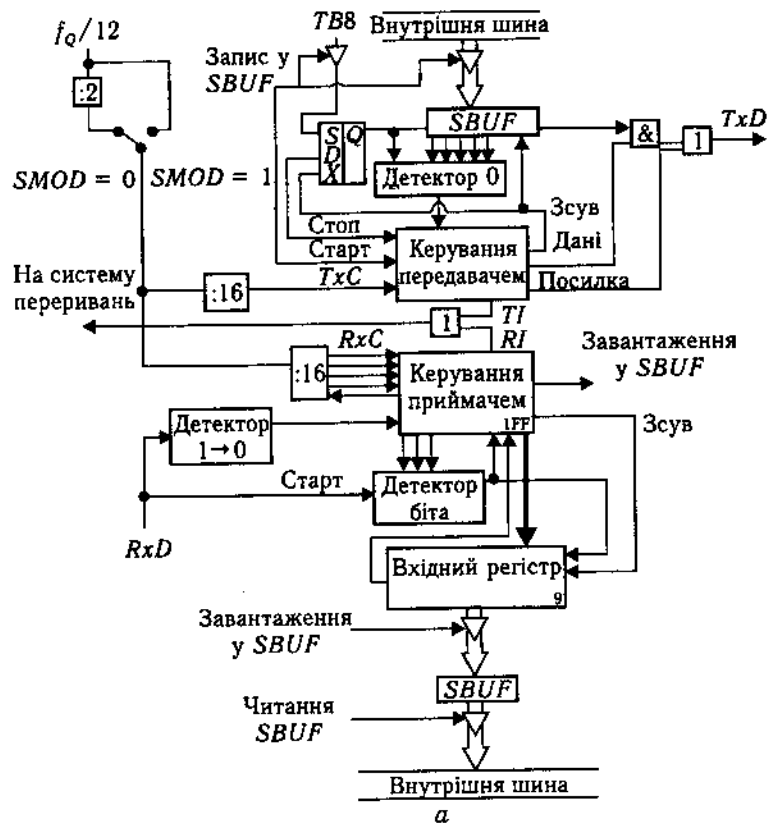 f_Q/12
TB8
Внутрішня шина
Запис у
SBUF
:2
S Q
D
X
SBUF
&
1
TxD
Детектор 0
SMOD = 0
SMOD = 1
Зсув
Стоп
Дані
Старт
Керування
передавачем
На систему
переривань
:16
TxC
Посилка
TI
1
RI
RxC
Завантаження
у SBUF
:16
Керування
приймачем
1FF
Зсув
Детектор
1→0
Старт
Детектор
біта
RxD
Вхідний регістр
9
Завантаження
у SBUF
SBUF
Читання
SBUF
Внутрішня шина
а